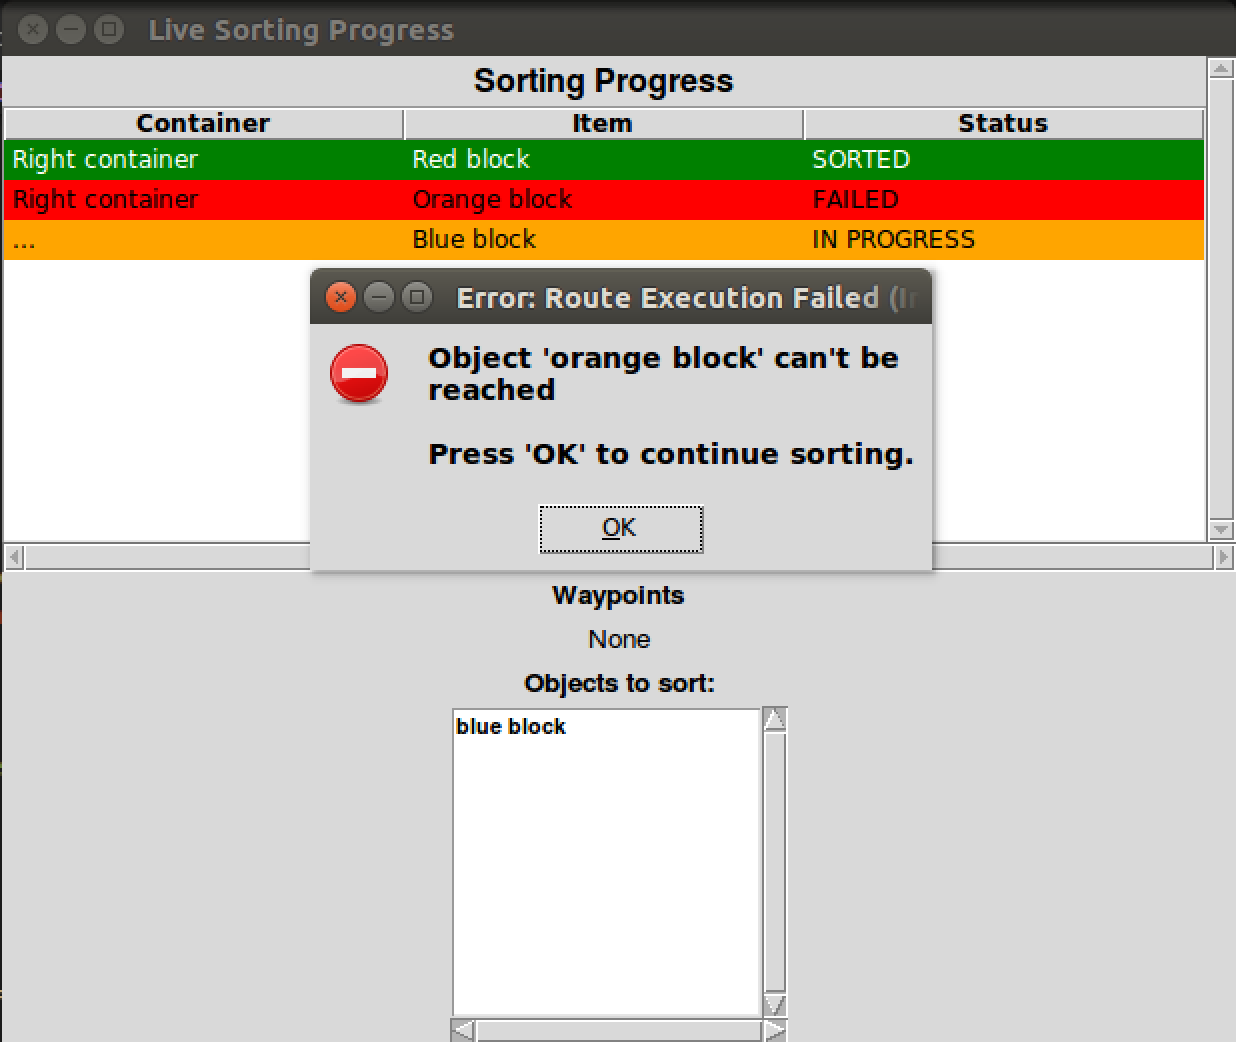 Live Sorting Progress
Sorting Progress
Container Item Status
Right container Red block SORTED
Right container Orange block FAILED
... Blue block IN PROGRESS
Error: Route Execution Failed
Object 'orange block' can't be
reached
Press 'OK' to continue sorting.
OK
Waypoints
None
Objects to sort:
blue block